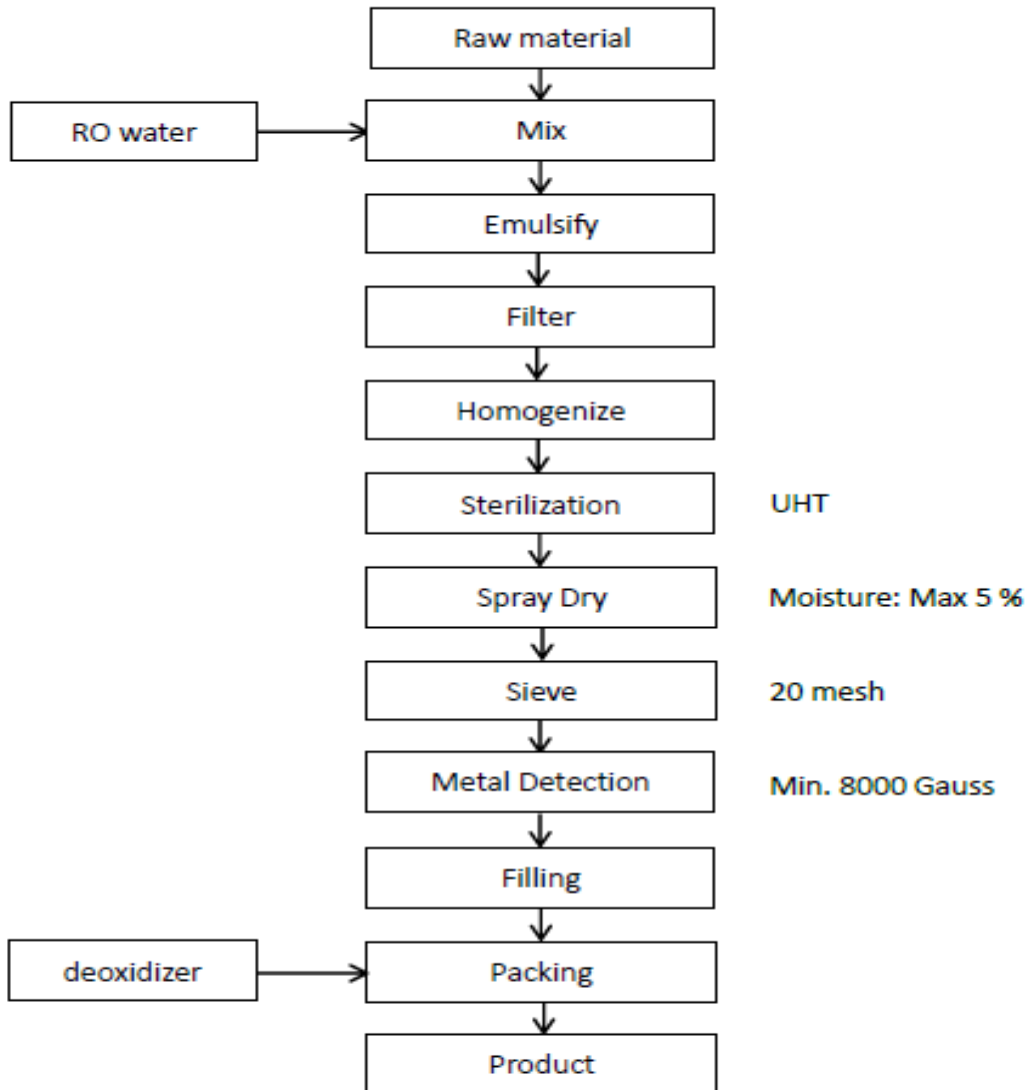 Raw material
RO water
Mix
Emulsify
Filter
Homogenize
Sterilization
UHT
Spray Dry
Moisture: Max 5 %
Sieve
20 mesh
Metal Detection
Min. 8000 Gauss
Filling
deoxidizer
Packing
Product